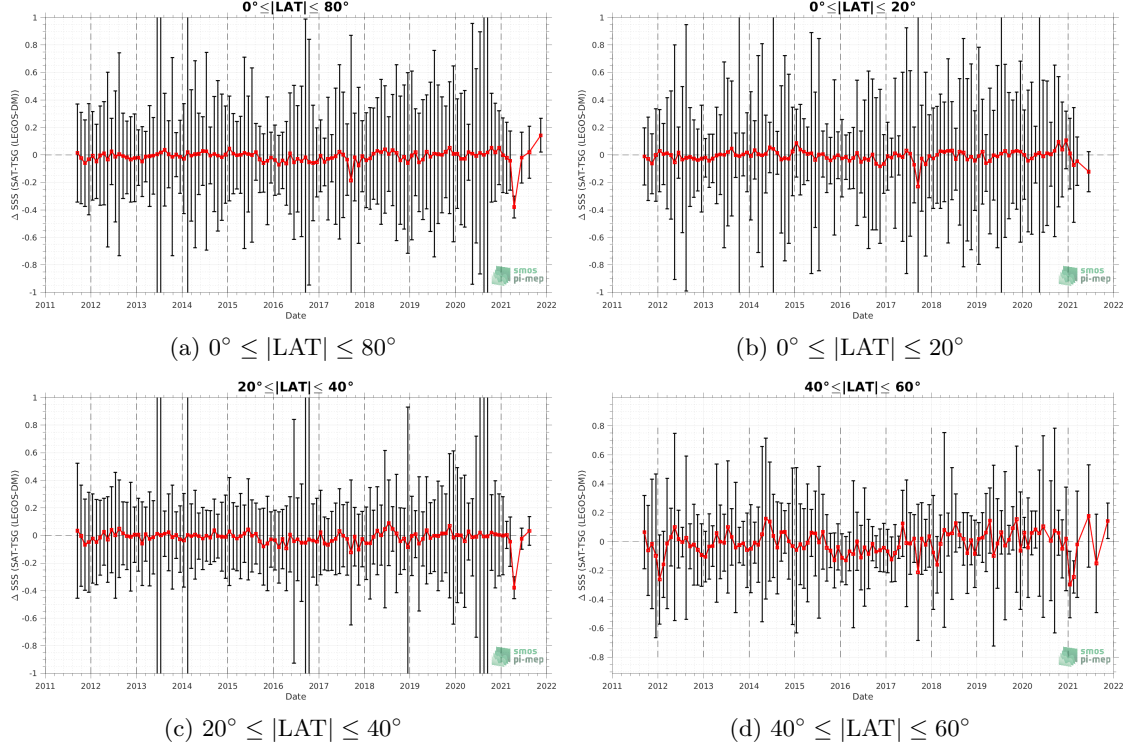 0°≤|LAT|≤ 80°
Δ SSS (SAT-TSG (LEGOS-DM))
1
0.8
0.6
0.4
0.2
0
-0.2
-0.4
-0.6
-0.8
-1
smos
pi-mep
2011 2012 2013 2014 2015 2016 2017 2018 2019 2020 2021 2022
Date
(a) 0° ≤ |LAT| ≤ 80°
0°≤|LAT|≤ 20°
Δ SSS (SAT-TSG (LEGOS-DM))
1
0.8
0.6
0.4
0.2
0
-0.2
-0.4
-0.6
-0.8
-1
smos
pi-mep
2011 2012 2013 2014 2015 2016 2017 2018 2019 2020 2021 2022
Date
(b) 0° ≤ |LAT| ≤ 20°
20°≤|LAT|≤ 40°
Δ SSS (SAT-TSG (LEGOS-DM))
1
0.8
0.6
0.4
0.2
0
-0.2
-0.4
-0.6
-0.8
-1
smos
pi-mep
2011 2012 2013 2014 2015 2016 2017 2018 2019 2020 2021 2022
Date
(c) 20° ≤ |LAT| ≤ 40°
40°≤|LAT|≤ 60°
Δ SSS (SAT-TSG (LEGOS-DM))
0.8
0.6
0.4
0.2
0
-0.2
-0.4
-0.6
-0.8
smos
pi-mep
2011 2012 2013 2014 2015 2016 2017 2018 2019 2020 2021 2022
Date
(d) 40° ≤ |LAT| ≤ 60°